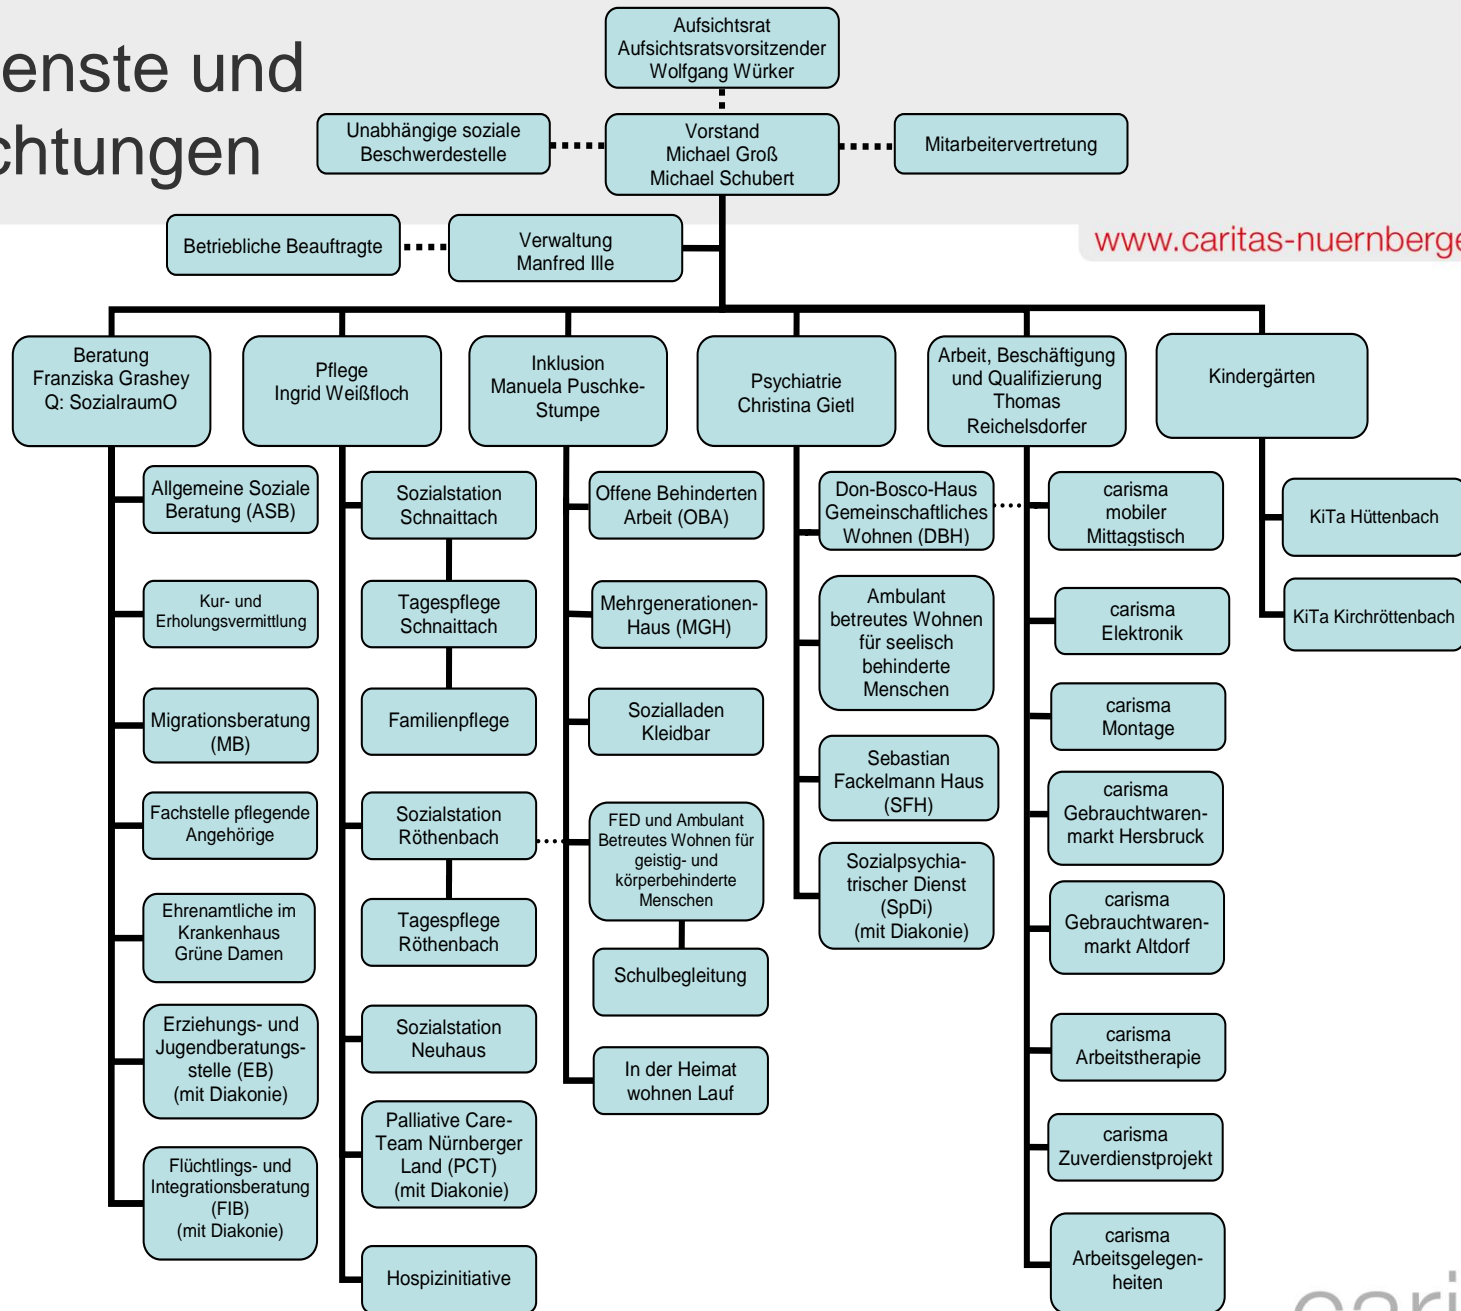 enste und
chtungen
Aufsichtsrat
Aufsichtsratsvorsitzender
Wolfgang Würker
Unabhängige soziale
Beschwerdestelle
Vorstand
Michael Groß
Michael Schubert
Mitarbeitervertretung
Betriebliche Beauftragte
Verwaltung
Manfred Ille
www.caritas-nuernberge
Beratung
Franziska Grashey
Q: SozialraumO
Pflege
Ingrid Weißfloch
Inklusion
Manuela Puschke-
Stumpe
Psychiatrie
Christina Gietl
Arbeit, Beschäftigung
und Qualifizierung
Thomas
Reichelsdorfer
Kindergärten
Allgemeine Soziale
Beratung (ASB)
Kur- und
Erholungsvermittlung
Migrationsberatung
(MB)
Fachstelle pflegende
Angehörige
Ehrenamtliche im
Krankenhaus
Grüne Damen
Erziehungs- und
Jugendberatungs-
stelle (EB)
(mit Diakonie)
Flüchtlings- und
Integrationsberatung
(FIB)
(mit Diakonie)
Sozialstation
Schnaittach
Tagespflege
Schnaittach
Familienpflege
Sozialstation
Röthenbach
Tagespflege
Röthenbach
Sozialstation
Neuhaus
Palliative Care-
Team Nürnberger
Land (PCT)
(mit Diakonie)
Hospizinitiative
Offene Behinderten
Arbeit (OBA)
Mehrgenerationen-
Haus (MGH)
Sozialladen
Kleidbar
FED und Ambulant
Betreutes Wohnen für
geistig- und
körperbehinderte
Menschen
Schulbegleitung
In der Heimat
wohnen Lauf
Don-Bosco-Haus
Gemeinschaftliches
Wohnen (DBH)
Ambulant
betreutes Wohnen
für seelisch
behinderte
Menschen
Sebastian
Fackelmann Haus
(SFH)
Sozialpsychia-
trischer Dienst
(SpDi)
(mit Diakonie)
carisma
mobiler
Mittagstisch
carisma
Elektronik
carisma
Montage
carisma
Gebrauchtwaren-
markt Hersbruck
carisma
Gebrauchtwaren-
markt Altdorf
carisma
Arbeitstherapie
carisma
Zuverdienstprojekt
carisma
Arbeitsgelegen-
heiten
KiTa Hüttenbach
KiTa Kirchröttenbach
cari